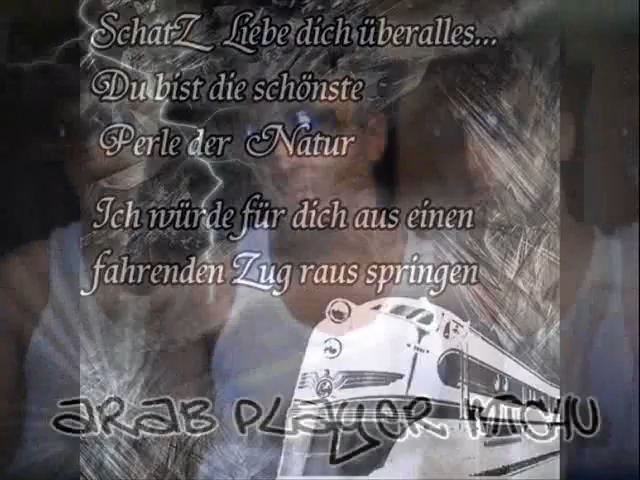 SchatZ Liebe dich überalles...
Du bist die schönste
Perle der Natur
Ich würde für dich aus einen
fahrenden Zug raus springen
ARAB PLAYER